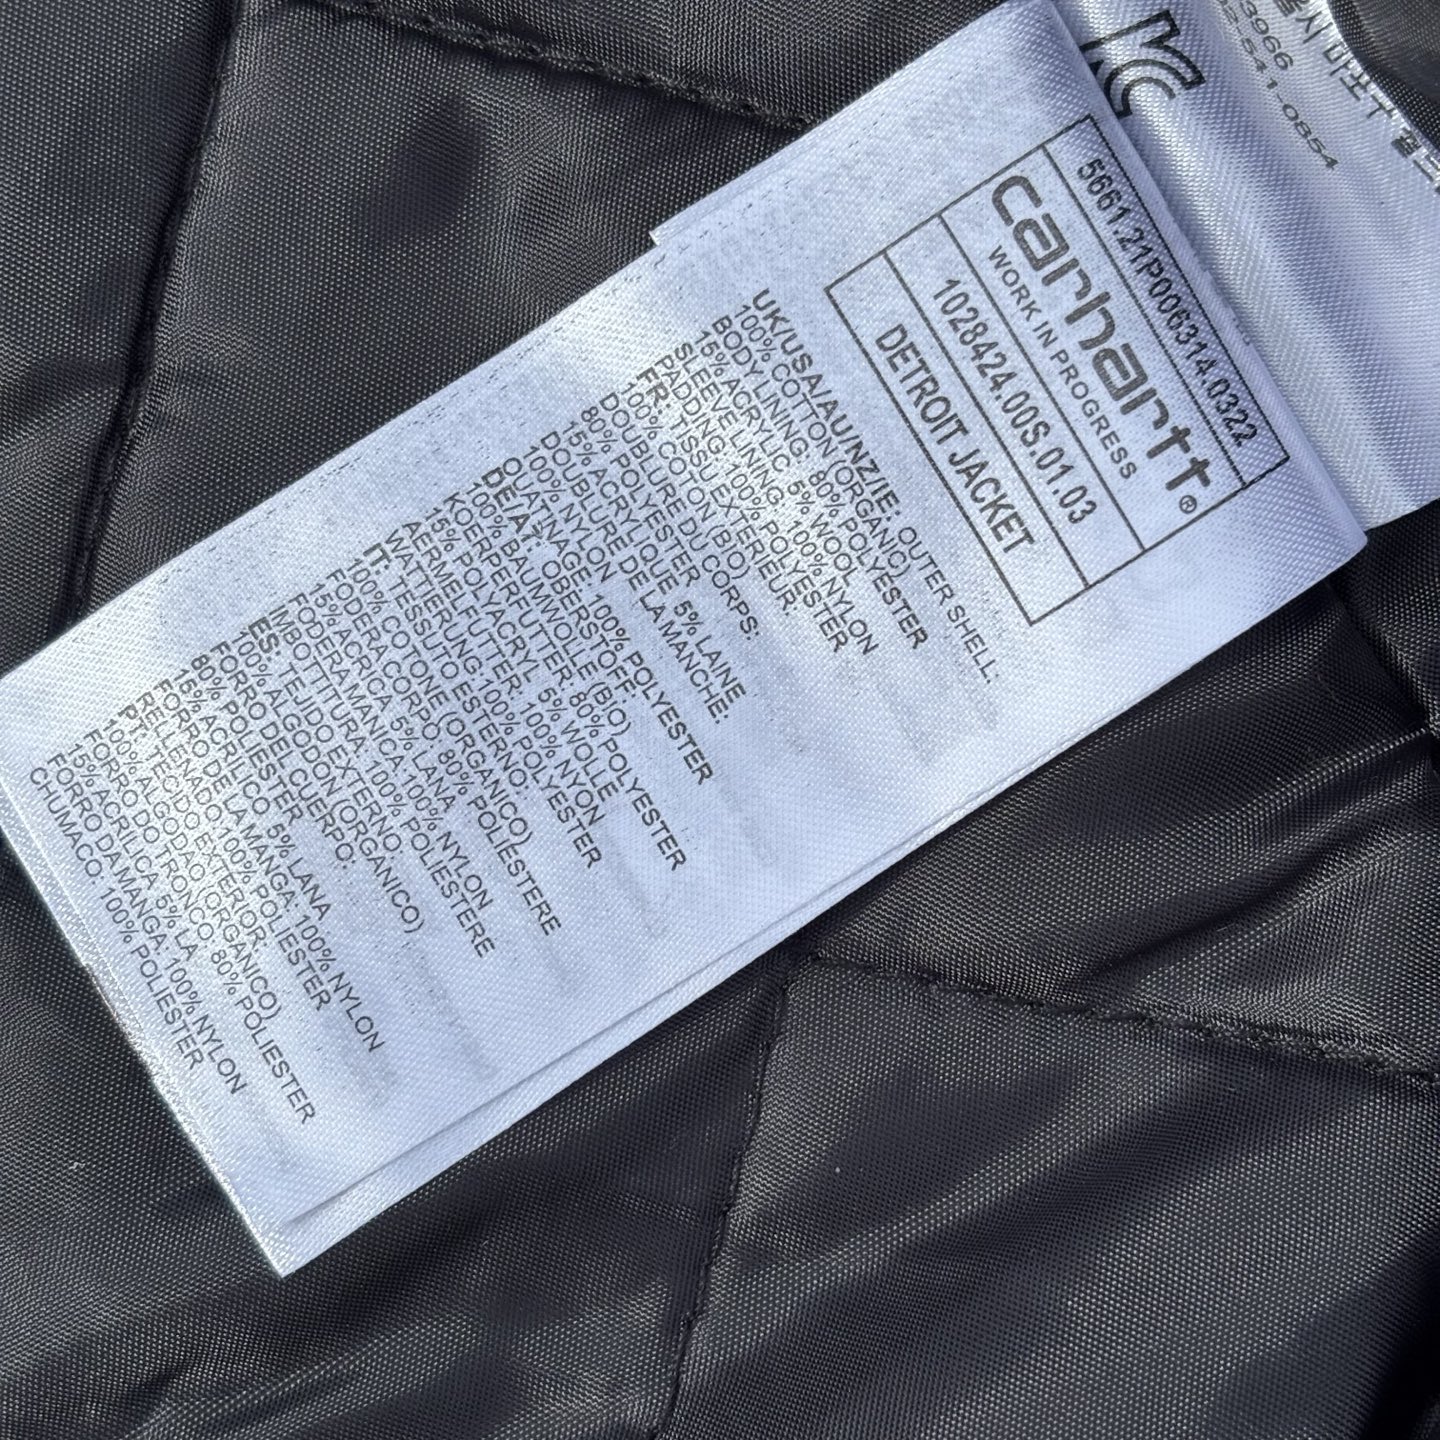 5661.21P006314.0322
carhartt®
WORK IN PROGRESS
1028424.00S.01.03
DETROIT JACKET
UK/USA/AU/NZ/IE: OUTER SHELL:
100% COTTON (ORGANIC)
BODY LINING: 80% POLYESTER
15% ACRYLIC 5% WOOL
SLEEVE LINING: 100% NYLON
PADDING: 100% POLYESTER
FR: TISSU EXTERIEUR:
100% COTON (BIO)
DOUBLURE DU CORPS:
80% POLYESTER
15% ACRYLIQUE 5% LAINE
DOUBLURE DE LA MANCHE:
100% NYLON
OUATINAGE: 100% POLYESTER
DE/AT: OBERSTOFF:
100% BAUMWOLLE (BIO)
KOERPERFUTTER: 80% POLYESTER
15% POLYACRYL 5% WOLLE
AERMELFUTTER: 100% NYON
WATTIERUNG: 100% POLYESTER
IT: TESSUTO ESTERNO:
100% COTONE (ORGANICO)
FODERA CORPO: 80% POLIESTERE
15% ACRILICA 5% LANA
FODERA MANICA: 100% NYLON
IMBOTTITURA: 100% POLIESTERE
ES: TEJIDO EXTERNO:
100% ALGODON (ORGÁNICO)
FORRO DEL CUERPO:
80% POLIESTER
15% ACRÍLICO 5% LANA
FORRO DE LA MANGA: 100% NYLON
RELLENADO: 100% POLIESTER
PT: TECIDO EXTERIOR:
100% ALGODAO (ORGANICO)
FORRO DO TRONCO: 80% POLIESTER
15% ACRILICA 5% LA
FORRO DA MANGA: 100% NYLON
CHUMACO: 100% POLIESTER
3966
02-541-0854